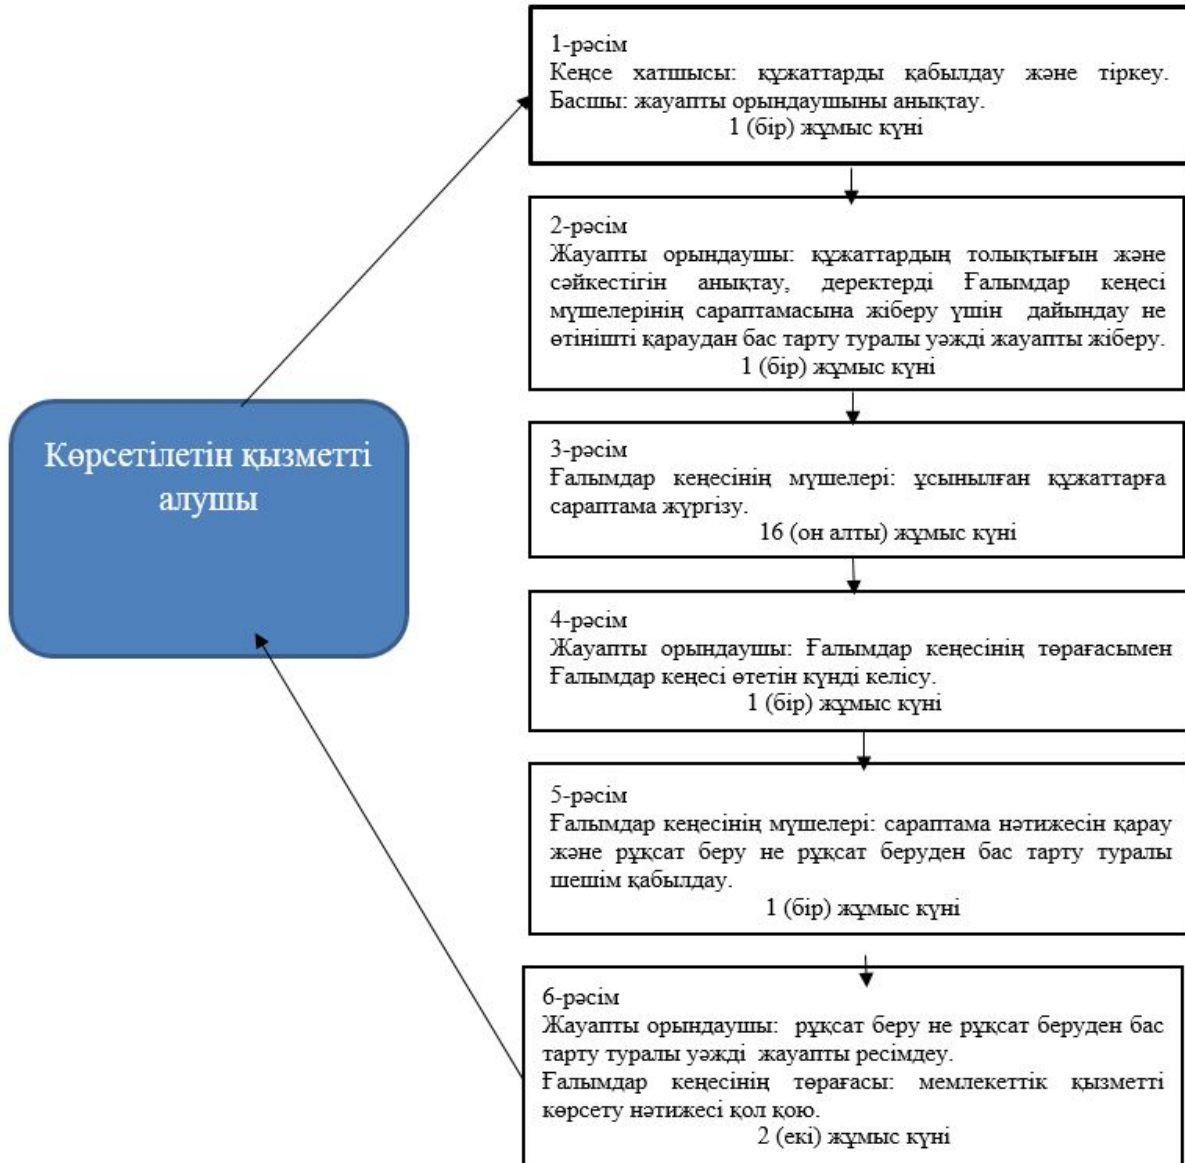 1-рәсім
Кеңсе хатшысы: құжаттарды қабылдау және тіркеу.
Басшы: жауапты орындаушыны анықтау.
1 (бір) жұмыс күні
2-рәсім
Жауапты орындаушы: құжаттардың толықтығын және
сәйкестігін анықтау, деректерді Ғалымдар кеңесі
мүшелерінің сараптамасына жіберу үшін дайындау не
өтінішті қараудан бас тарту туралы уәжді жауапты жіберу.
1 (бір) жұмыс күні
Көрсетілетін қызметті
алушы
3-рәсім
Ғалымдар кеңесінің мүшелері: ұсынылған құжаттарға
сараптама жүргізу.
16 (он алты) жұмыс күні
4-рәсім
Жауапты орындаушы: Ғалымдар кеңесінің төрағасымен
Ғалымдар кеңесі өтетін күнді келісу.
1 (бір) жұмыс күні
5-рәсім
Ғалымдар кеңесінің мүшелері: сараптама нәтижесін қарау
және рұқсат беру не рұқсат беруден бас тарту туралы
шешім қабылдау.
1 (бір) жұмыс күні
6-рәсім
Жауапты орындаушы: рұқсат беру не рұқсат беруден бас
тарту туралы уәжді жауапты ресімдеу.
Ғалымдар кеңесінің төрағасы: мемлекеттік қызметті
көрсету нәтижесі қол қою.
2 (екі) жұмыс күні